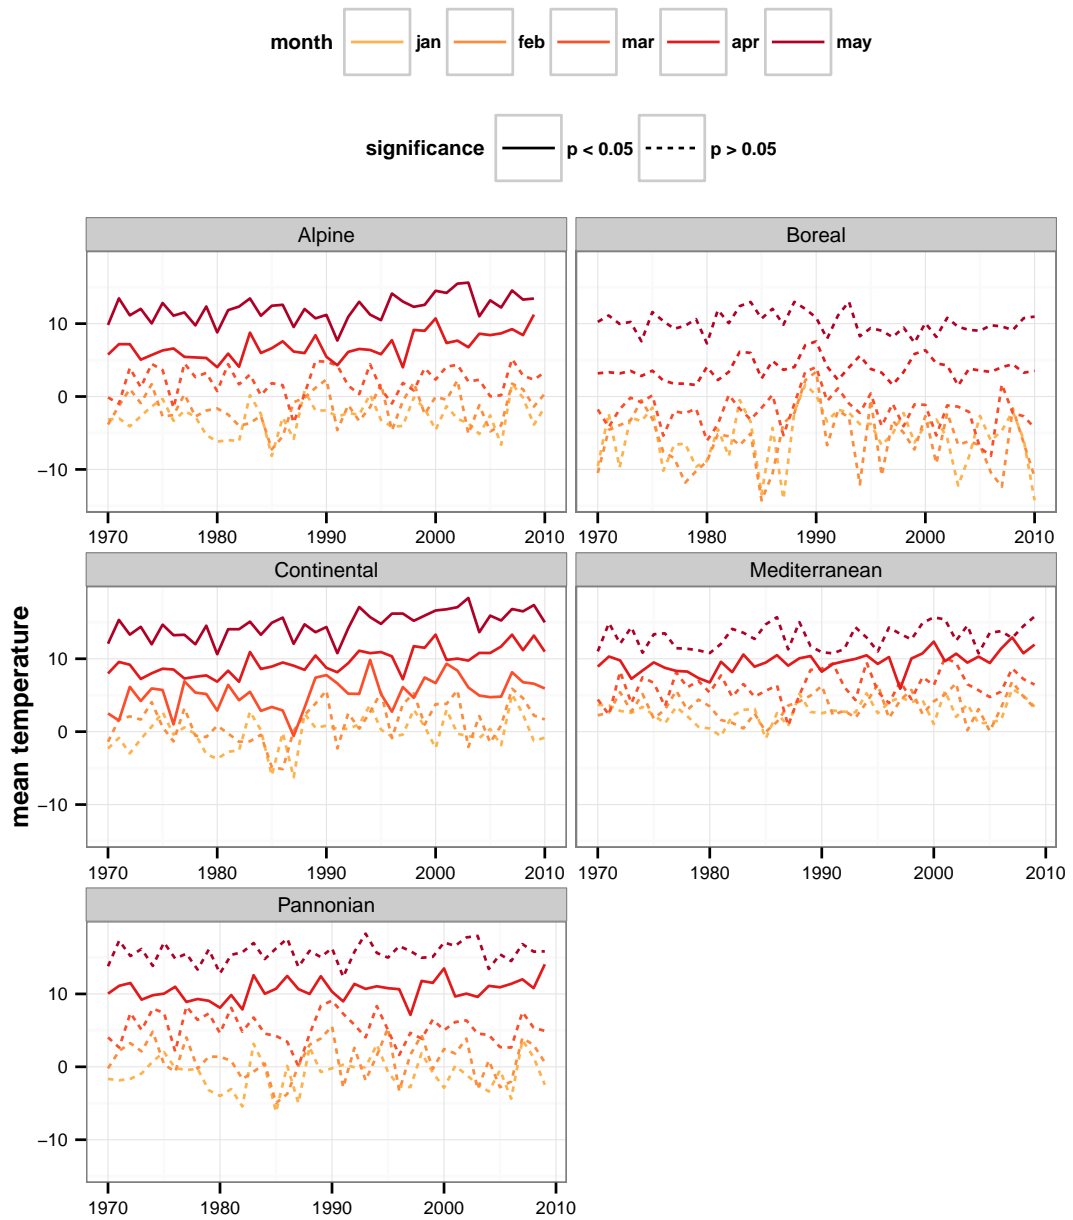 month jan feb mar apr may
significance p < 0.05 p > 0.05
Alpine Boreal
10
0
−10
1970 1980 1990 2000 2010 1970 1980 1990 2000 2010
Continental Mediterranean
mean temperature
10
0
−10
1970 1980 1990 2000 2010 1970 1980 1990 2000 2010
Pannonian
10
0
−10
1970 1980 1990 2000 2010